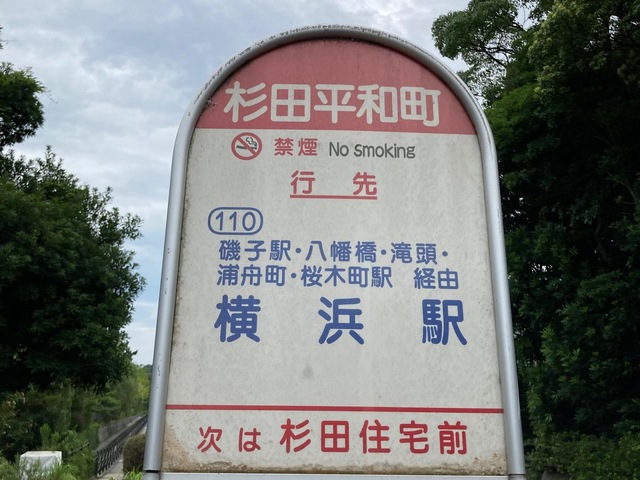 杉田平和町
禁煙 No smoking
行先
110
磯子駅・八幡橋・滝頭・
浦舟町・桜木町駅 経由
横浜駅
次は 杉田住宅前